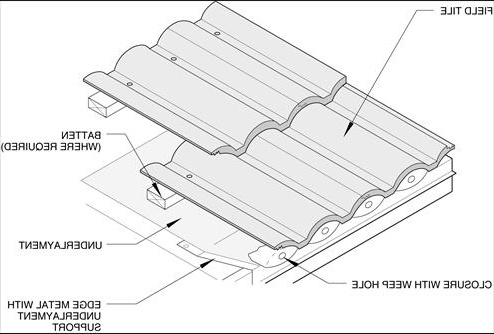 FIELD TILE
BATTEN
(WHERE REQUIRED)
UNDERLAYMENT
EDGE METAL WITH
UNDERLAYMENT
SUPPORT
CLOSURE WITH WEEP HOLE